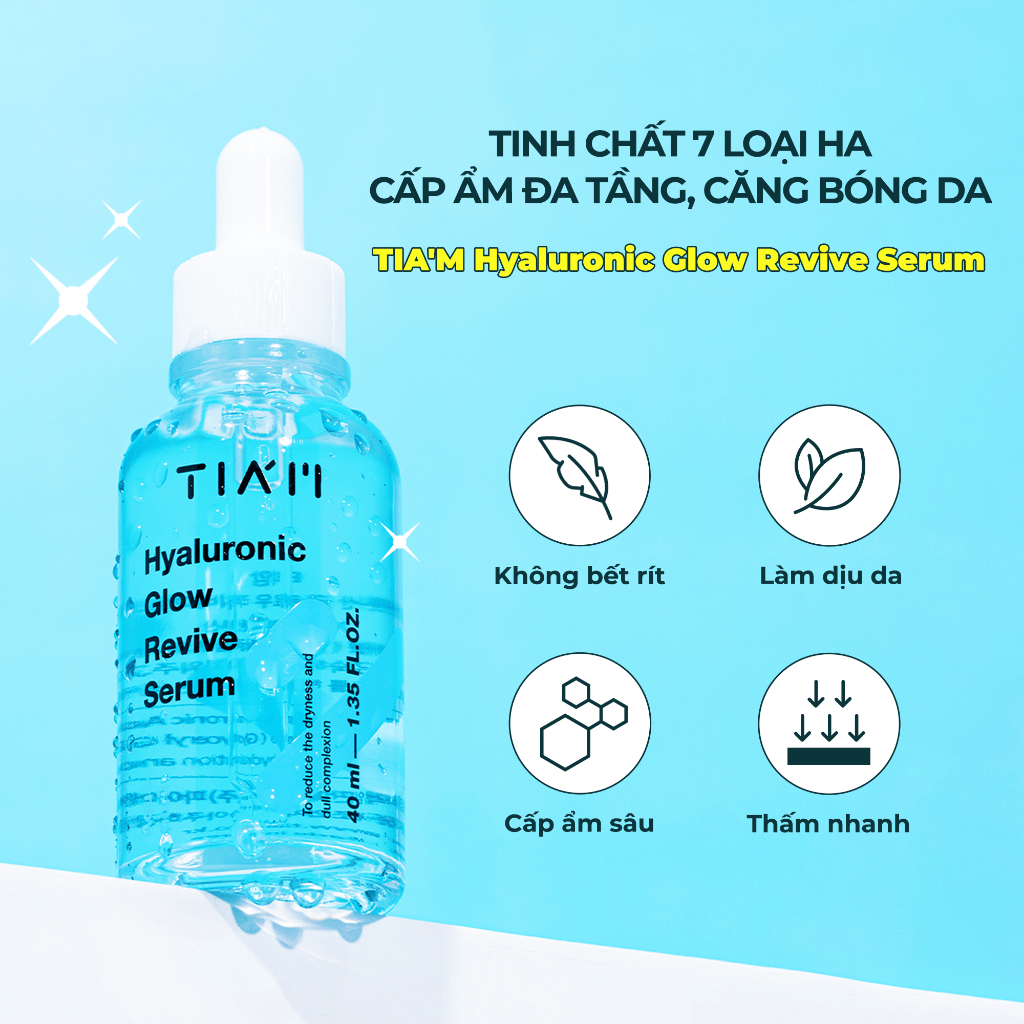 TINH CHẤT 7 LOẠI HA
CẤP ẨM ĐA TẦNG, CĂNG BÓNG DA
TIA'M Hyaluronic Glow Revive Serum
TIA'M
Hyaluronic
Glow
Revive
Serum
To reduce the dryness and
dull complexion
40 ml — 1.35 FL.OZ.
Không bết rít
Làm dịu da
Cấp ẩm sâu
Thấm nhanh